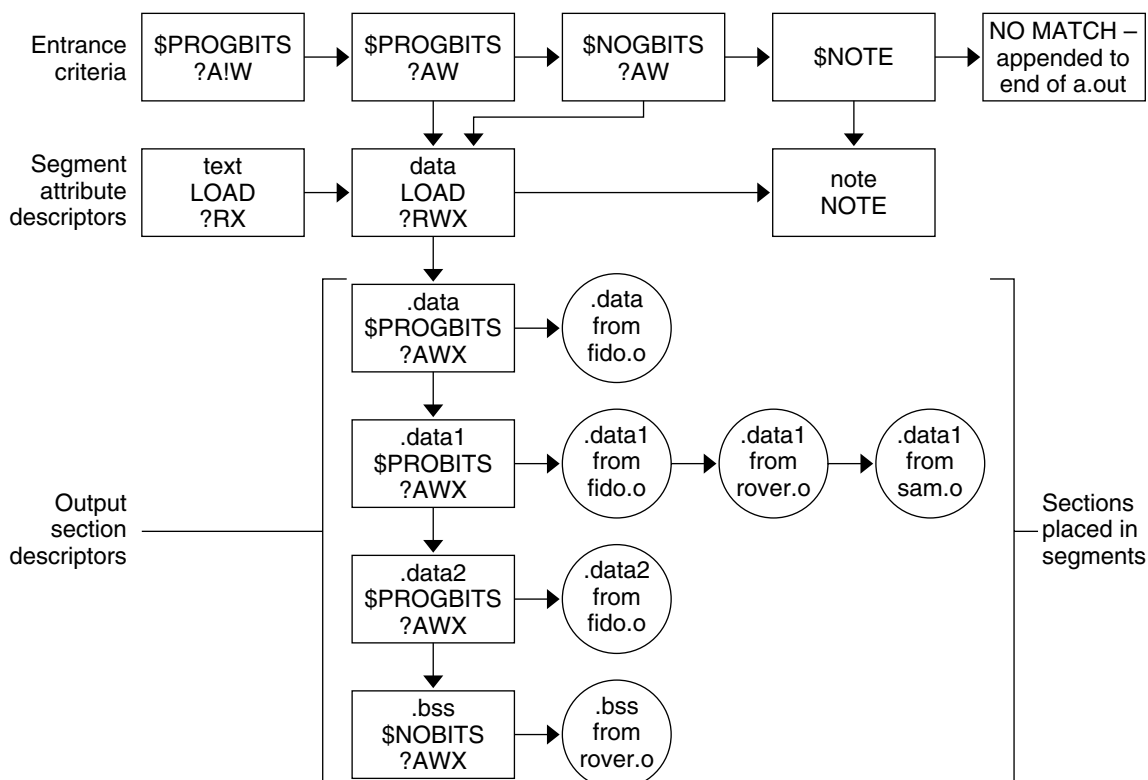 Entrance
criteria
$PROGBITS
?A!W
$PROGBITS
?AW
$NOGBITS
?AW
$NOTE
NO MATCH –
appended to
end of a.out
Segment
attribute
descriptors
text
LOAD
?RX
data
LOAD
?RWX
note
NOTE
.data
$PROGBITS
?AWX
.data
from
fido.o
.data1
$PROBITS
?AWX
.data1
from
fido.o
.data1
from
rover.o
.data1
from
sam.o
Output
section
descriptors
Sections
placed in
segments
.data2
$PROGBITS
?AWX
.data2
from
fido.o
.bss
$NOBITS
?AWX
.bss
from
rover.o